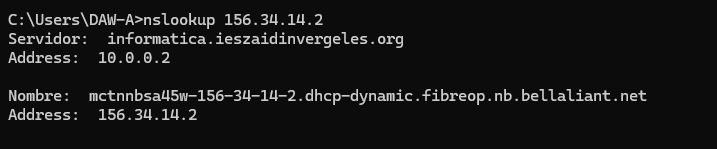 C:\Users\DAW-A>nslookup 156.34.14.2
Servidor:  informatica.ieszaidinvergeles.org
Address:  10.0.0.2

Nombre:  mctnnbsa45w-156-34-14-2.dhcp-dynamic.fibreop.nb.bellaliant.net
Address:  156.34.14.2